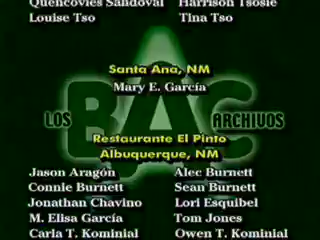 Quencovies Sandoval Harrison Tsosie
Louise Tso Tina Tso
Santa Ana, NM
Mary E. García
LOS BAC ARCHIVOS
Restaurante El Pinto
Albuquerque, NM
Jason Aragón Alec Burnett
Connie Burnett Sean Burnett
Jonathan Chavino Lori Esquibel
M. Elisa García Tom Jones
Carla T. Kominial Owen T. Kominial